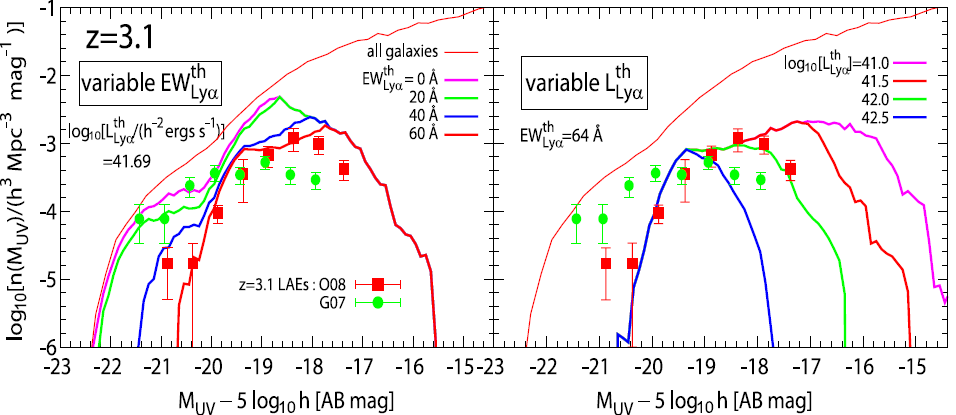 z=3.1
variable EW^th_Lyα
log₁₀[L^th_Lyα/(h⁻² ergs s⁻¹)]
=41.69
all galaxies
EW^th_Lyα = 0 Å
20 Å
40 Å
60 Å
z=3.1 LAEs : O08
G07
log₁₀[n(M_UV)/(h³ Mpc⁻³ mag⁻¹)]
-1
-2
-3
-4
-5
-6
-23 -22 -21 -20 -19 -18 -17 -16 -15
M_UV − 5 log₁₀ h [AB mag]
variable L^th_Lyα
EW^th_Lyα=64 Å
log₁₀[L^th_Lyα]=41.0
41.5
42.0
42.5
-22 -21 -20 -19 -18 -17 -16 -15
M_UV − 5 log₁₀ h [AB mag]